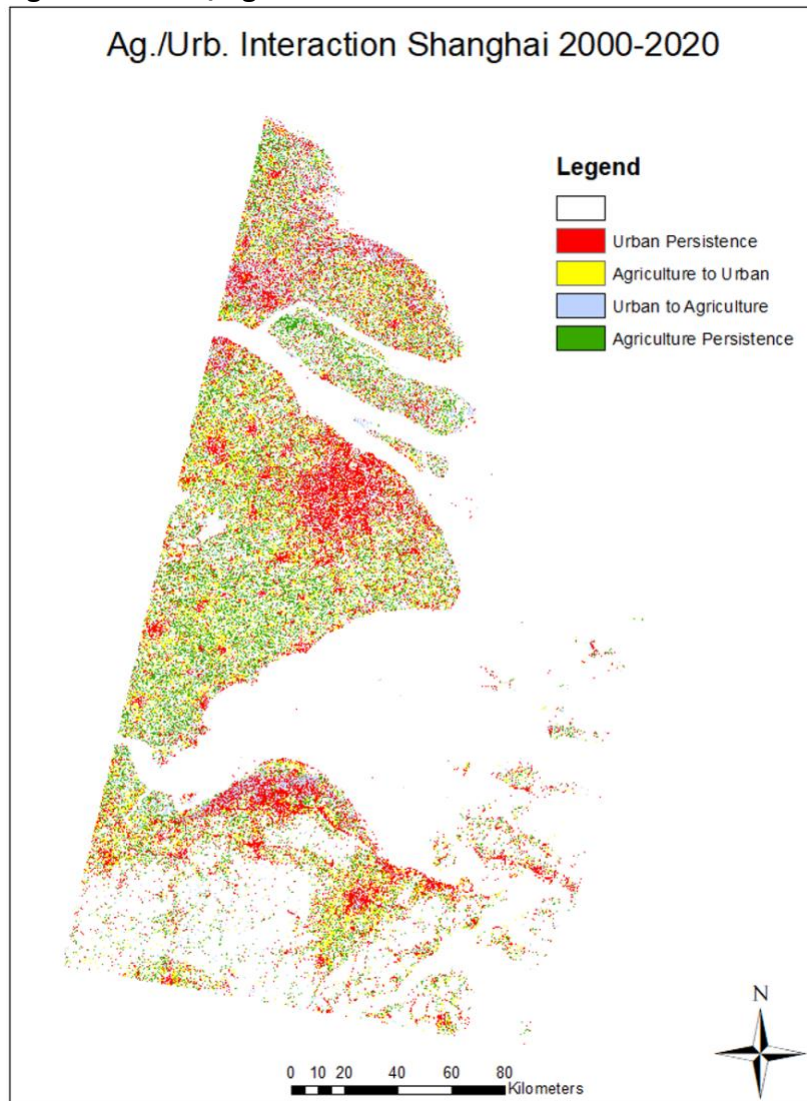 Ag./Urb. Interaction Shanghai 2000-2020
Legend
Urban Persistence
Agriculture to Urban
Urban to Agriculture
Agriculture Persistence
N
0 10 20 40 60 80
Kilometers